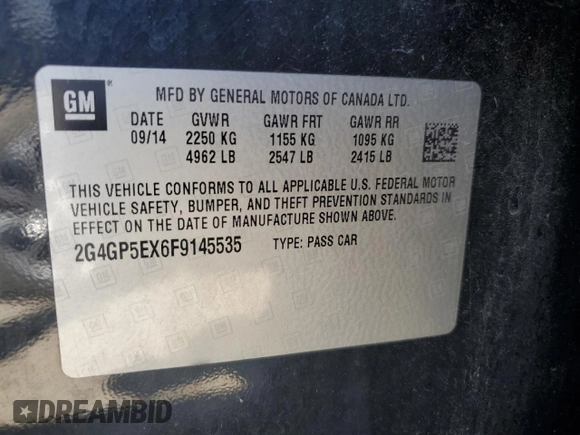 GM
MFD BY GENERAL MOTORS OF CANADA LTD.
DATE GVWR GAWR FRT GAWR RR
09/14 2250 KG 1155 KG 1095 KG
4962 LB 2547 LB 2415 LB
THIS VEHICLE CONFORMS TO ALL APPLICABLE U.S. FEDERAL MOTOR
VEHICLE SAFETY, BUMPER, AND THEFT PREVENTION STANDARDS IN
EFFECT ON THE DATE OF MANUFACTURE SHOWN ABOVE.
2G4GP5EX6F9145535 TYPE: PASS CAR
DREAMBID